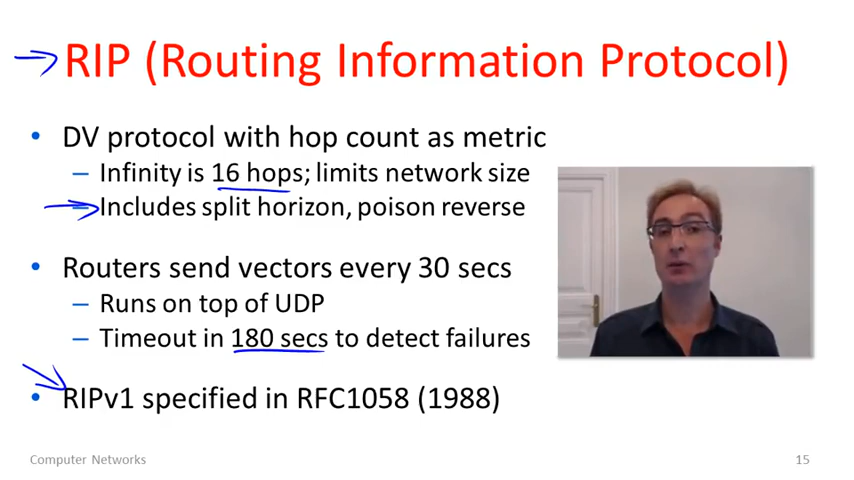 RIP (Routing Information Protocol)
• DV protocol with hop count as metric
– Infinity is 16 hops; limits network size
– Includes split horizon, poison reverse
• Routers send vectors every 30 secs
– Runs on top of UDP
– Timeout in 180 secs to detect failures
• RIPv1 specified in RFC1058 (1988)
Computer Networks
15